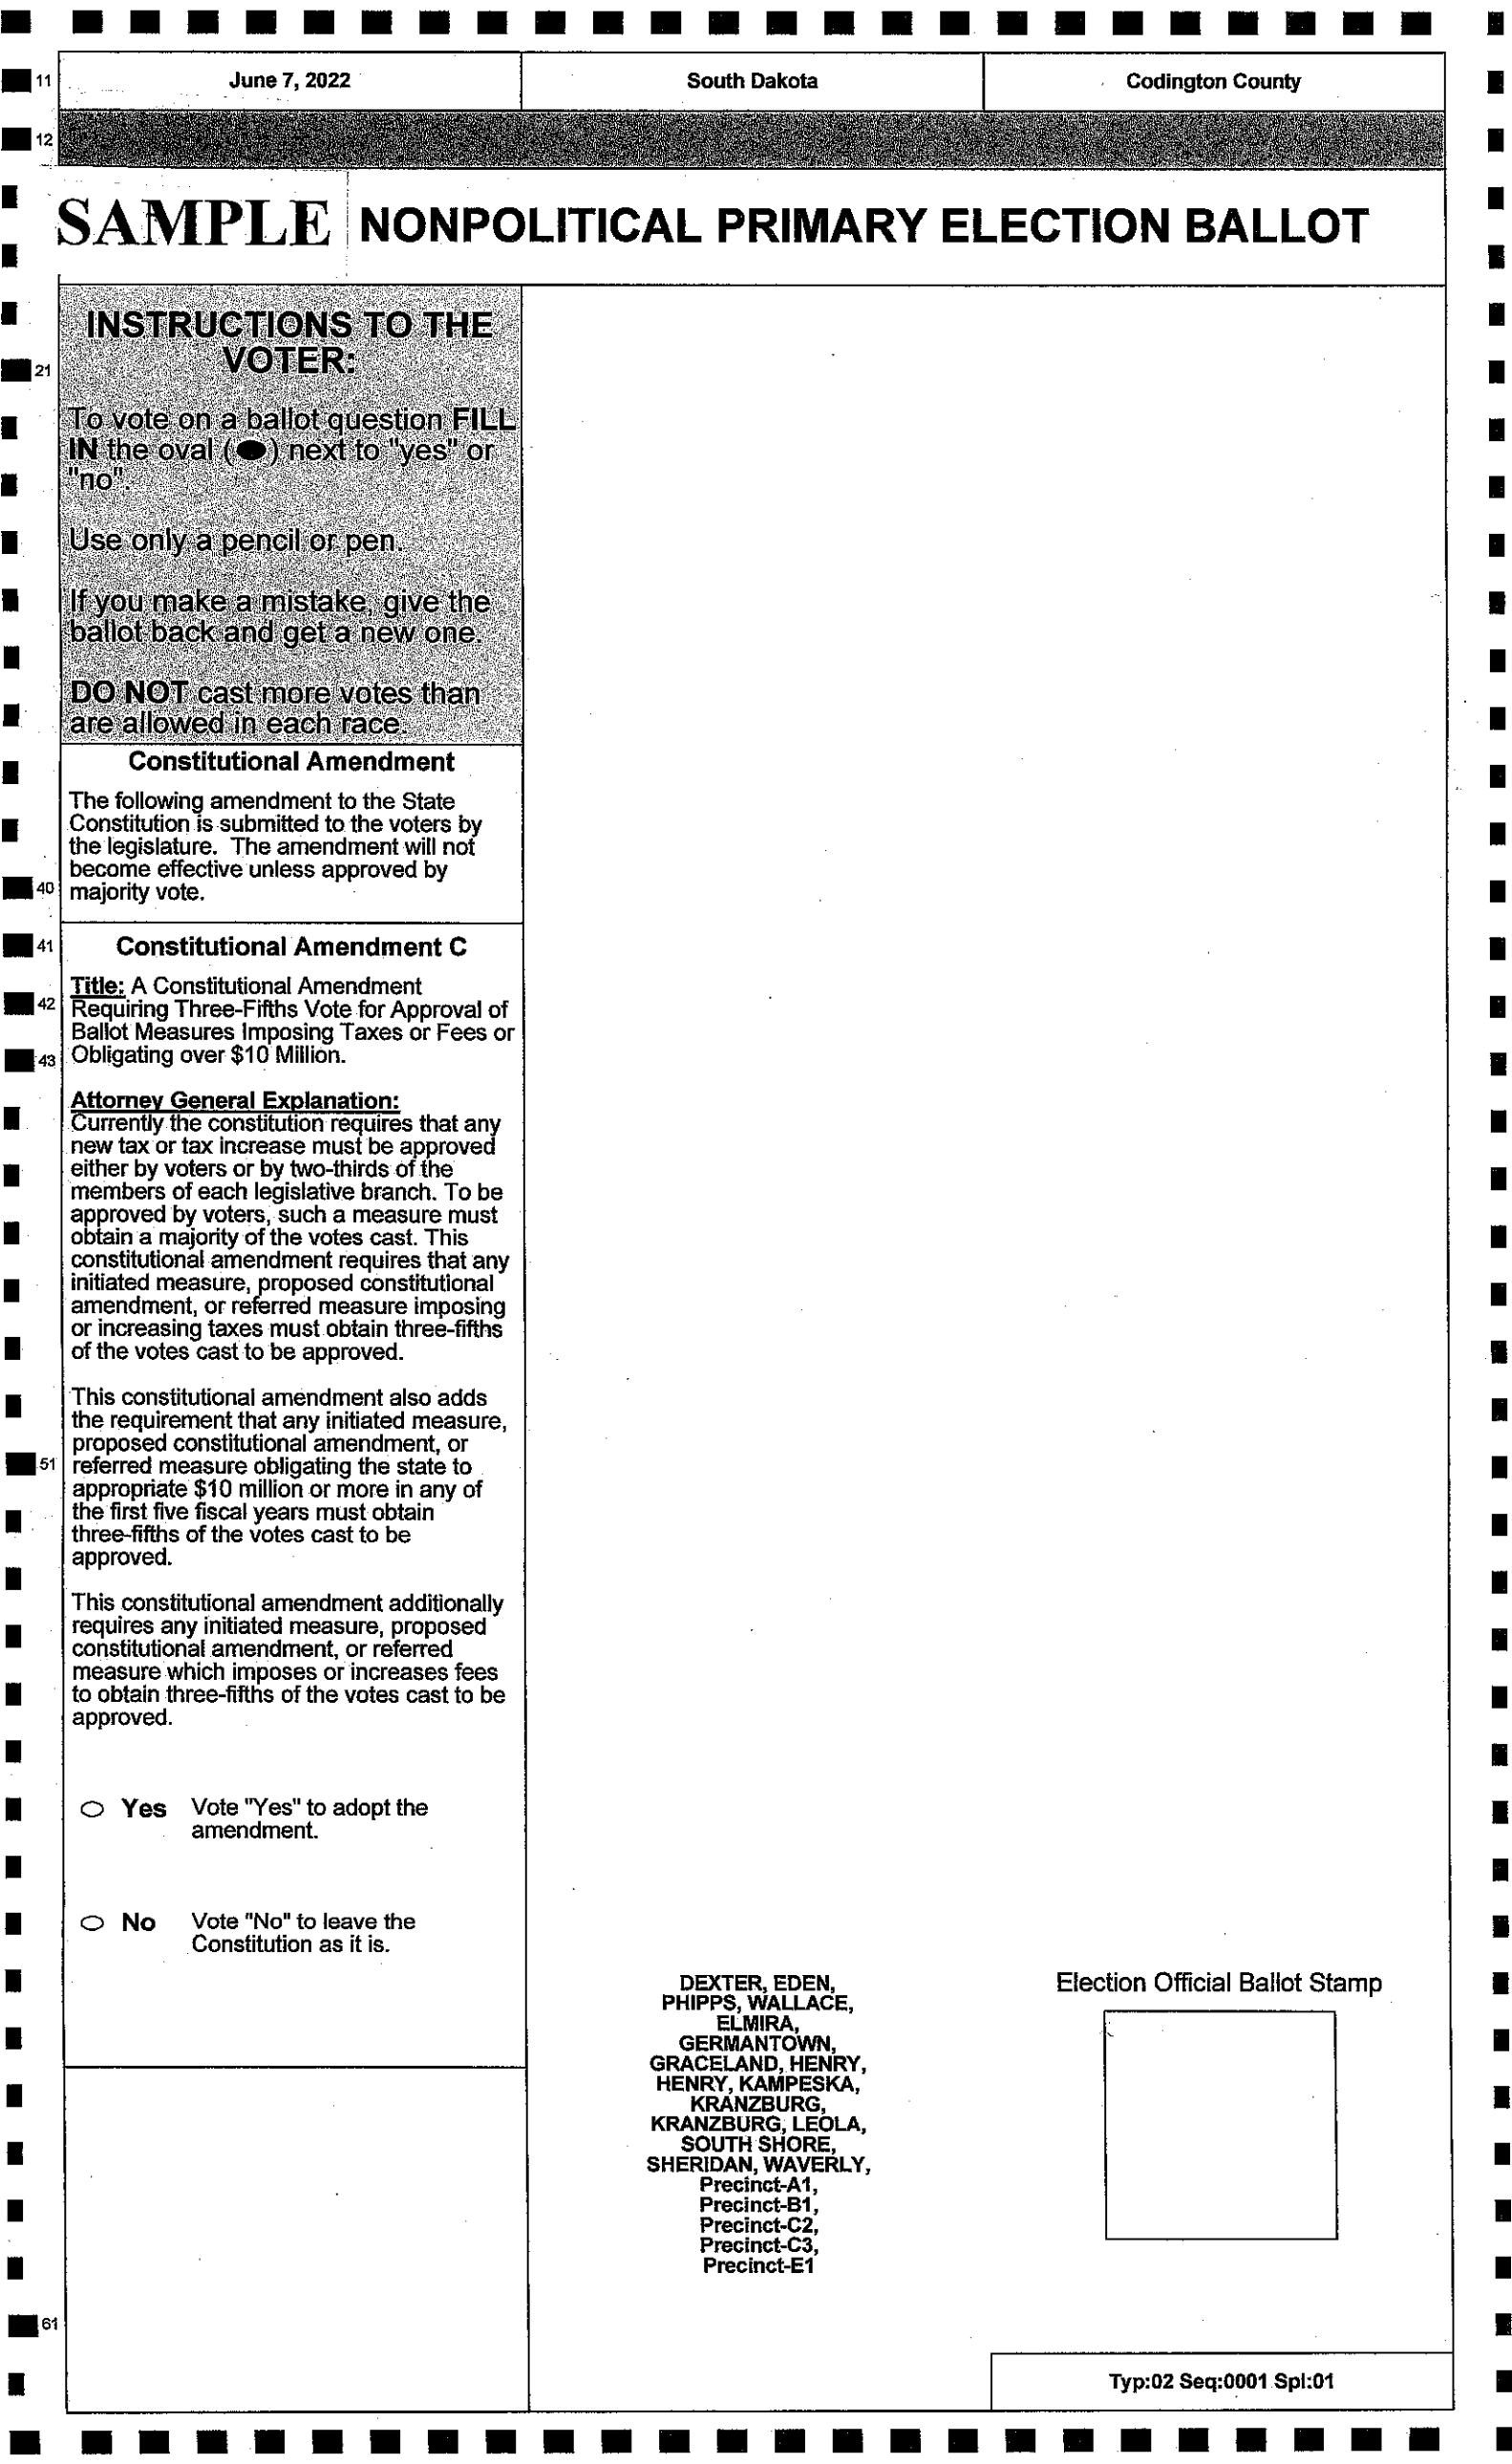 June 7, 2022
South Dakota
Codington County
11
12
SAMPLE NONPOLITICAL PRIMARY ELECTION BALLOT
INSTRUCTIONS TO THE
VOTER:
21
To vote on a ballot question FILL
IN the oval ( ) next to "yes" or
"no".
Use only a pencil or pen.
If you make a mistake, give the
ballot back and get a new one.
DO NOT cast more votes than
are allowed in each race.
Constitutional Amendment
The following amendment to the State
Constitution is submitted to the voters by
the legislature. The amendment will not
become effective unless approved by
40
majority vote.
41
Constitutional Amendment C
Title: A Constitutional Amendment
42
Requiring Three-Fifths Vote for Approval of
Ballot Measures Imposing Taxes or Fees or
43
Obligating over $10 Million.
Attorney General Explanation:
Currently the constitution requires that any
new tax or tax increase must be approved
either by voters or by two-thirds of the
members of each legislative branch. To be
approved by voters, such a measure must
obtain a majority of the votes cast. This
constitutional amendment requires that any
initiated measure, proposed constitutional
amendment, or referred measure imposing
or increasing taxes must obtain three-fifths
of the votes cast to be approved.
This constitutional amendment also adds
the requirement that any initiated measure,
proposed constitutional amendment, or
51
referred measure obligating the state to
appropriate $10 million or more in any of
the first five fiscal years must obtain
three-fifths of the votes cast to be
approved.
This constitutional amendment additionally
requires any initiated measure, proposed
constitutional amendment, or referred
measure which imposes or increases fees
to obtain three-fifths of the votes cast to be
approved.
Yes Vote "Yes" to adopt the
amendment.
No Vote "No" to leave the
Constitution as it is.
DEXTER, EDEN,
PHIPPS, WALLACE,
ELMIRA,
GERMANTOWN,
GRACELAND, HENRY,
HENRY, KAMPESKA,
KRANZBURG,
KRANZBURG, LEOLA,
SOUTH SHORE,
SHERIDAN, WAVERLY,
Precinct-A1,
Precinct-B1,
Precinct-C2,
Precinct-C3,
Precinct-E1
Election Official Ballot Stamp
61
Typ:02 Seq:0001 Spl:01